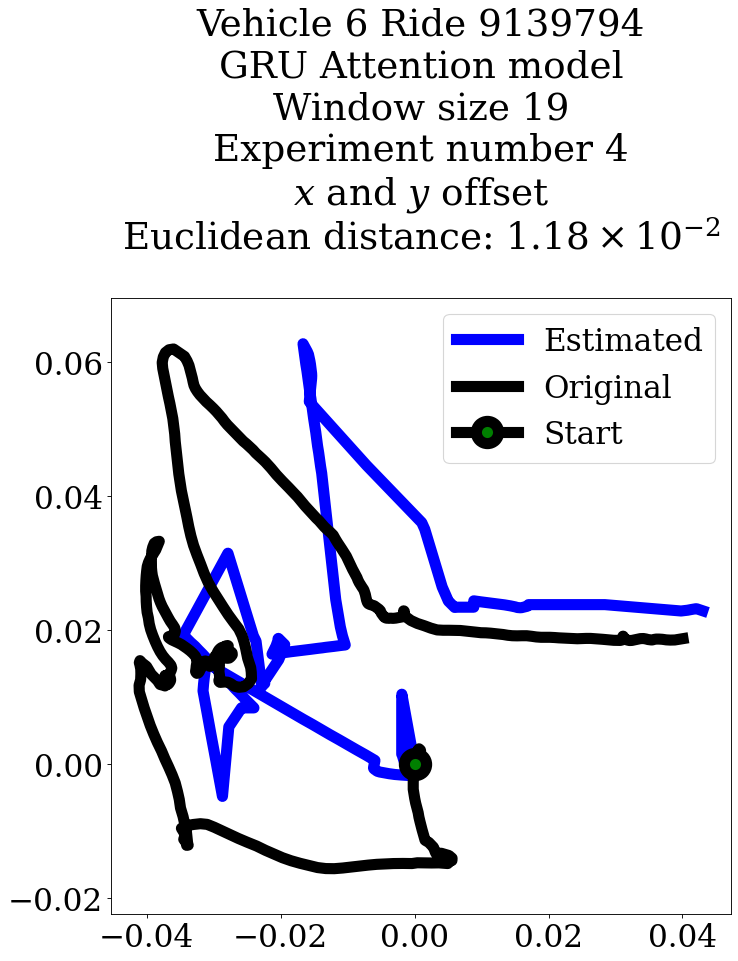 Vehicle 6 Ride 9139794
GRU Attention model
Window size 19
Experiment number 4
x and y offset
Euclidean distance: 1.18 × 10⁻²
Estimated
Original
Start
0.06
0.04
0.02
0.00
−0.02
−0.04 −0.02 0.00 0.02 0.04